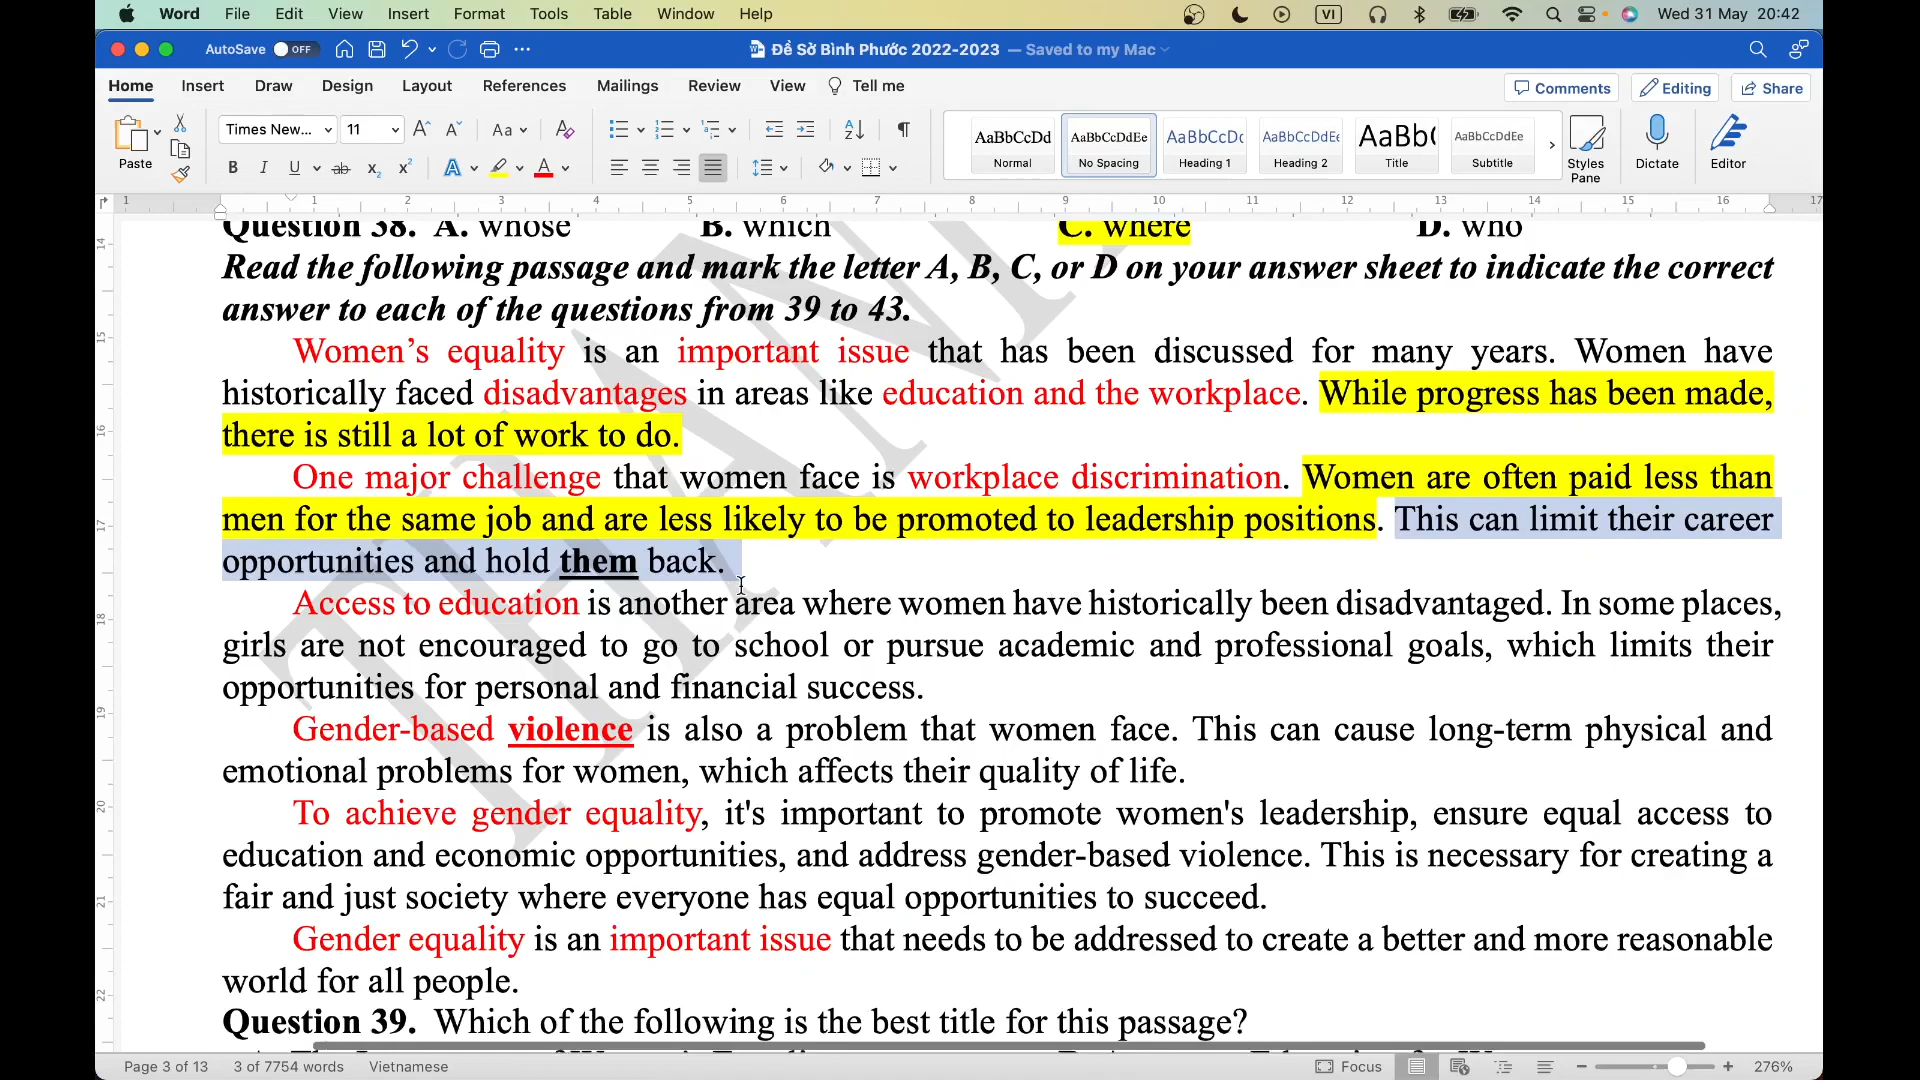 Word File Edit View Insert Format Tools Table Window Help VI Wed 31 May 20:42
AutoSave OFF Đề Sở Bình Phước 2022-2023 — Saved to my Mac
Home Insert Draw Design Layout References Mailings Review View Tell me Comments Editing Share
Paste Times New... 11 Aa
AaBbCcDd AaBbCcDdEe AaBbCcDc AaBbCcDdEe AaBb( AaBbCcDdEe
Normal No Spacing Heading 1 Heading 2 Title Subtitle Styles Pane Dictate Editor
Question 38. A. whose B. which C. where D. who
Read the following passage and mark the letter A, B, C, or D on your answer sheet to indicate the correct
answer to each of the questions from 39 to 43.
Women’s equality is an important issue that has been discussed for many years. Women have
historically faced disadvantages in areas like education and the workplace. While progress has been made,
there is still a lot of work to do.
One major challenge that women face is workplace discrimination. Women are often paid less than
men for the same job and are less likely to be promoted to leadership positions. This can limit their career
opportunities and hold them back.
Access to education is another area where women have historically been disadvantaged. In some places,
girls are not encouraged to go to school or pursue academic and professional goals, which limits their
opportunities for personal and financial success.
Gender-based violence is also a problem that women face. This can cause long-term physical and
emotional problems for women, which affects their quality of life.
To achieve gender equality, it's important to promote women's leadership, ensure equal access to
education and economic opportunities, and address gender-based violence. This is necessary for creating a
fair and just society where everyone has equal opportunities to succeed.
Gender equality is an important issue that needs to be addressed to create a better and more reasonable
world for all people.
Question 39. Which of the following is the best title for this passage?
Page 3 of 13 3 of 7754 words Vietnamese Focus 276%